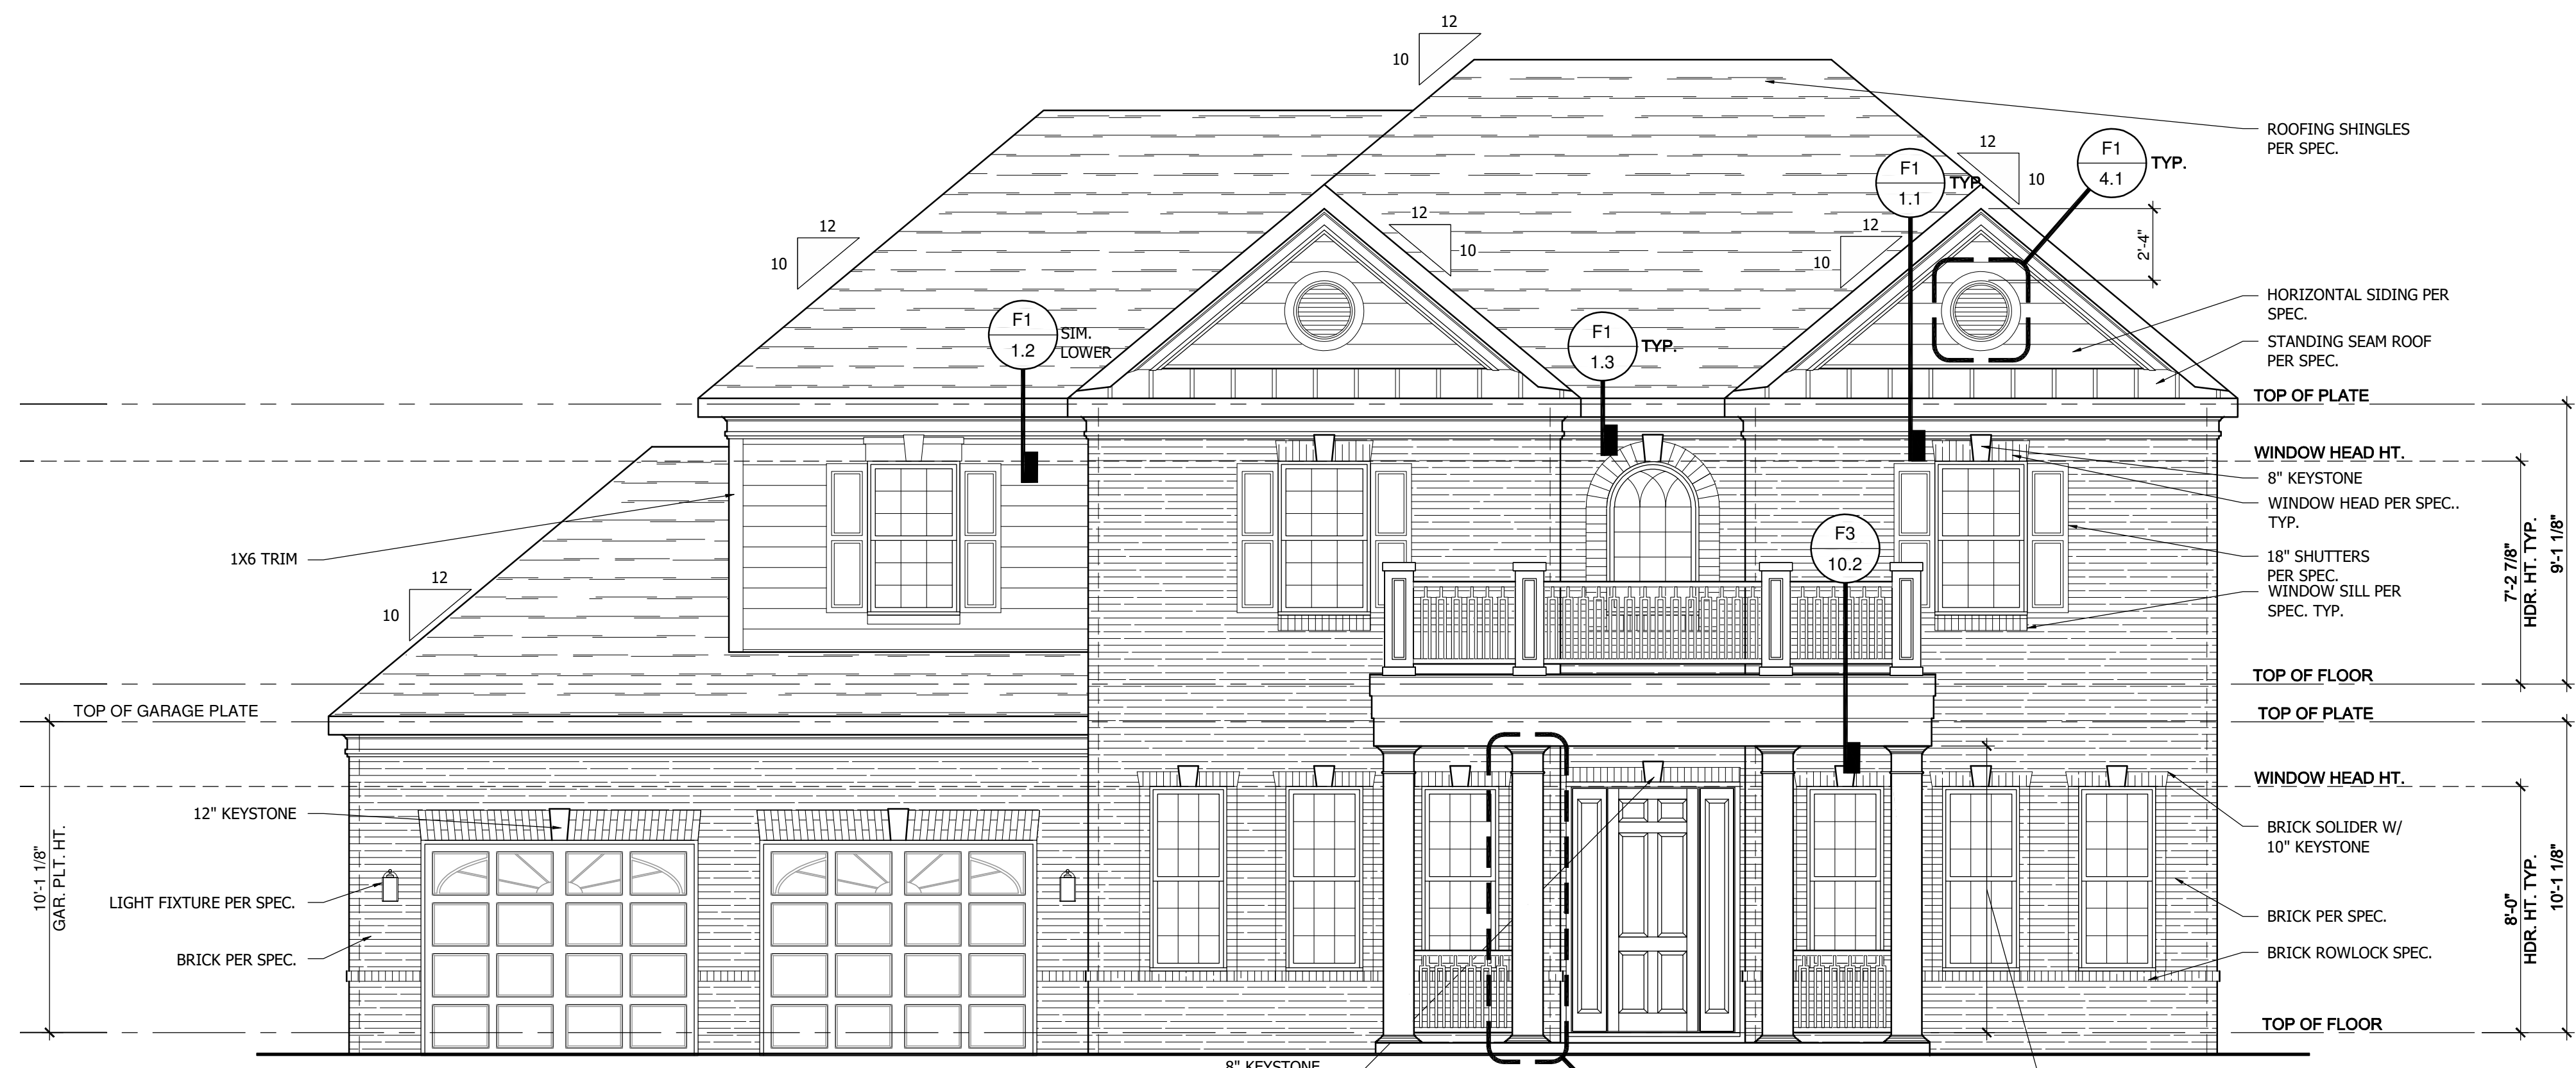 12
10
ROOFING SHINGLES
PER SPEC.
12
10
F1
4.1
TYP.
F1
1.1
TYP.
12
10
12
10
12
10
2'-4"
HORIZONTAL SIDING PER
SPEC.
STANDING SEAM ROOF
PER SPEC.
F1
1.2
SIM.
LOWER
F1
1.3
TYP.
TOP OF PLATE
WINDOW HEAD HT.
8" KEYSTONE
WINDOW HEAD PER SPEC..
TYP.
18" SHUTTERS
PER SPEC.
WINDOW SILL PER
SPEC. TYP.
7'-2 7/8"
HDR. HT. TYP.
9'-1 1/8"
F3
10.2
1X6 TRIM
12
10
TOP OF FLOOR
TOP OF GARAGE PLATE
TOP OF PLATE
WINDOW HEAD HT.
12" KEYSTONE
10'-1 1/8"
GAR. PLT. HT.
LIGHT FIXTURE PER SPEC.
BRICK PER SPEC.
BRICK SOLIDER W/
10" KEYSTONE
BRICK PER SPEC.
BRICK ROWLOCK SPEC.
8'-0"
HDR. HT. TYP.
10'-1 1/8"
TOP OF FLOOR
8" KEYSTONE